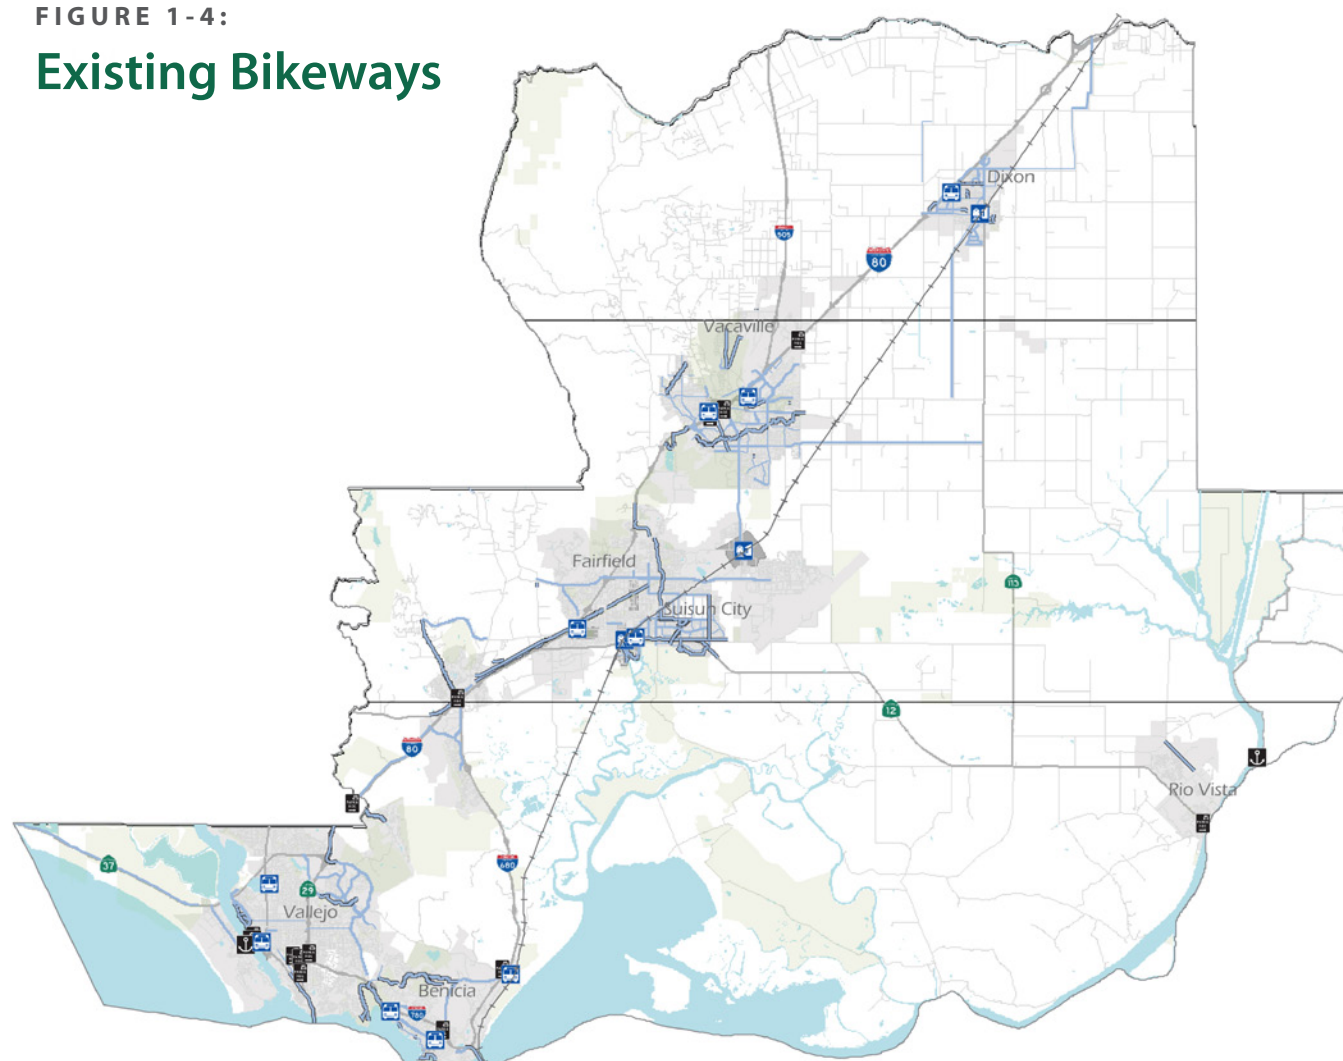 FIGURE 1-4:
Existing Bikeways
Dixon
505
80
Vacaville
Fairfield
113
Suisun City
12
80
Rio Vista
37
680
29
Vallejo
Benicia
780